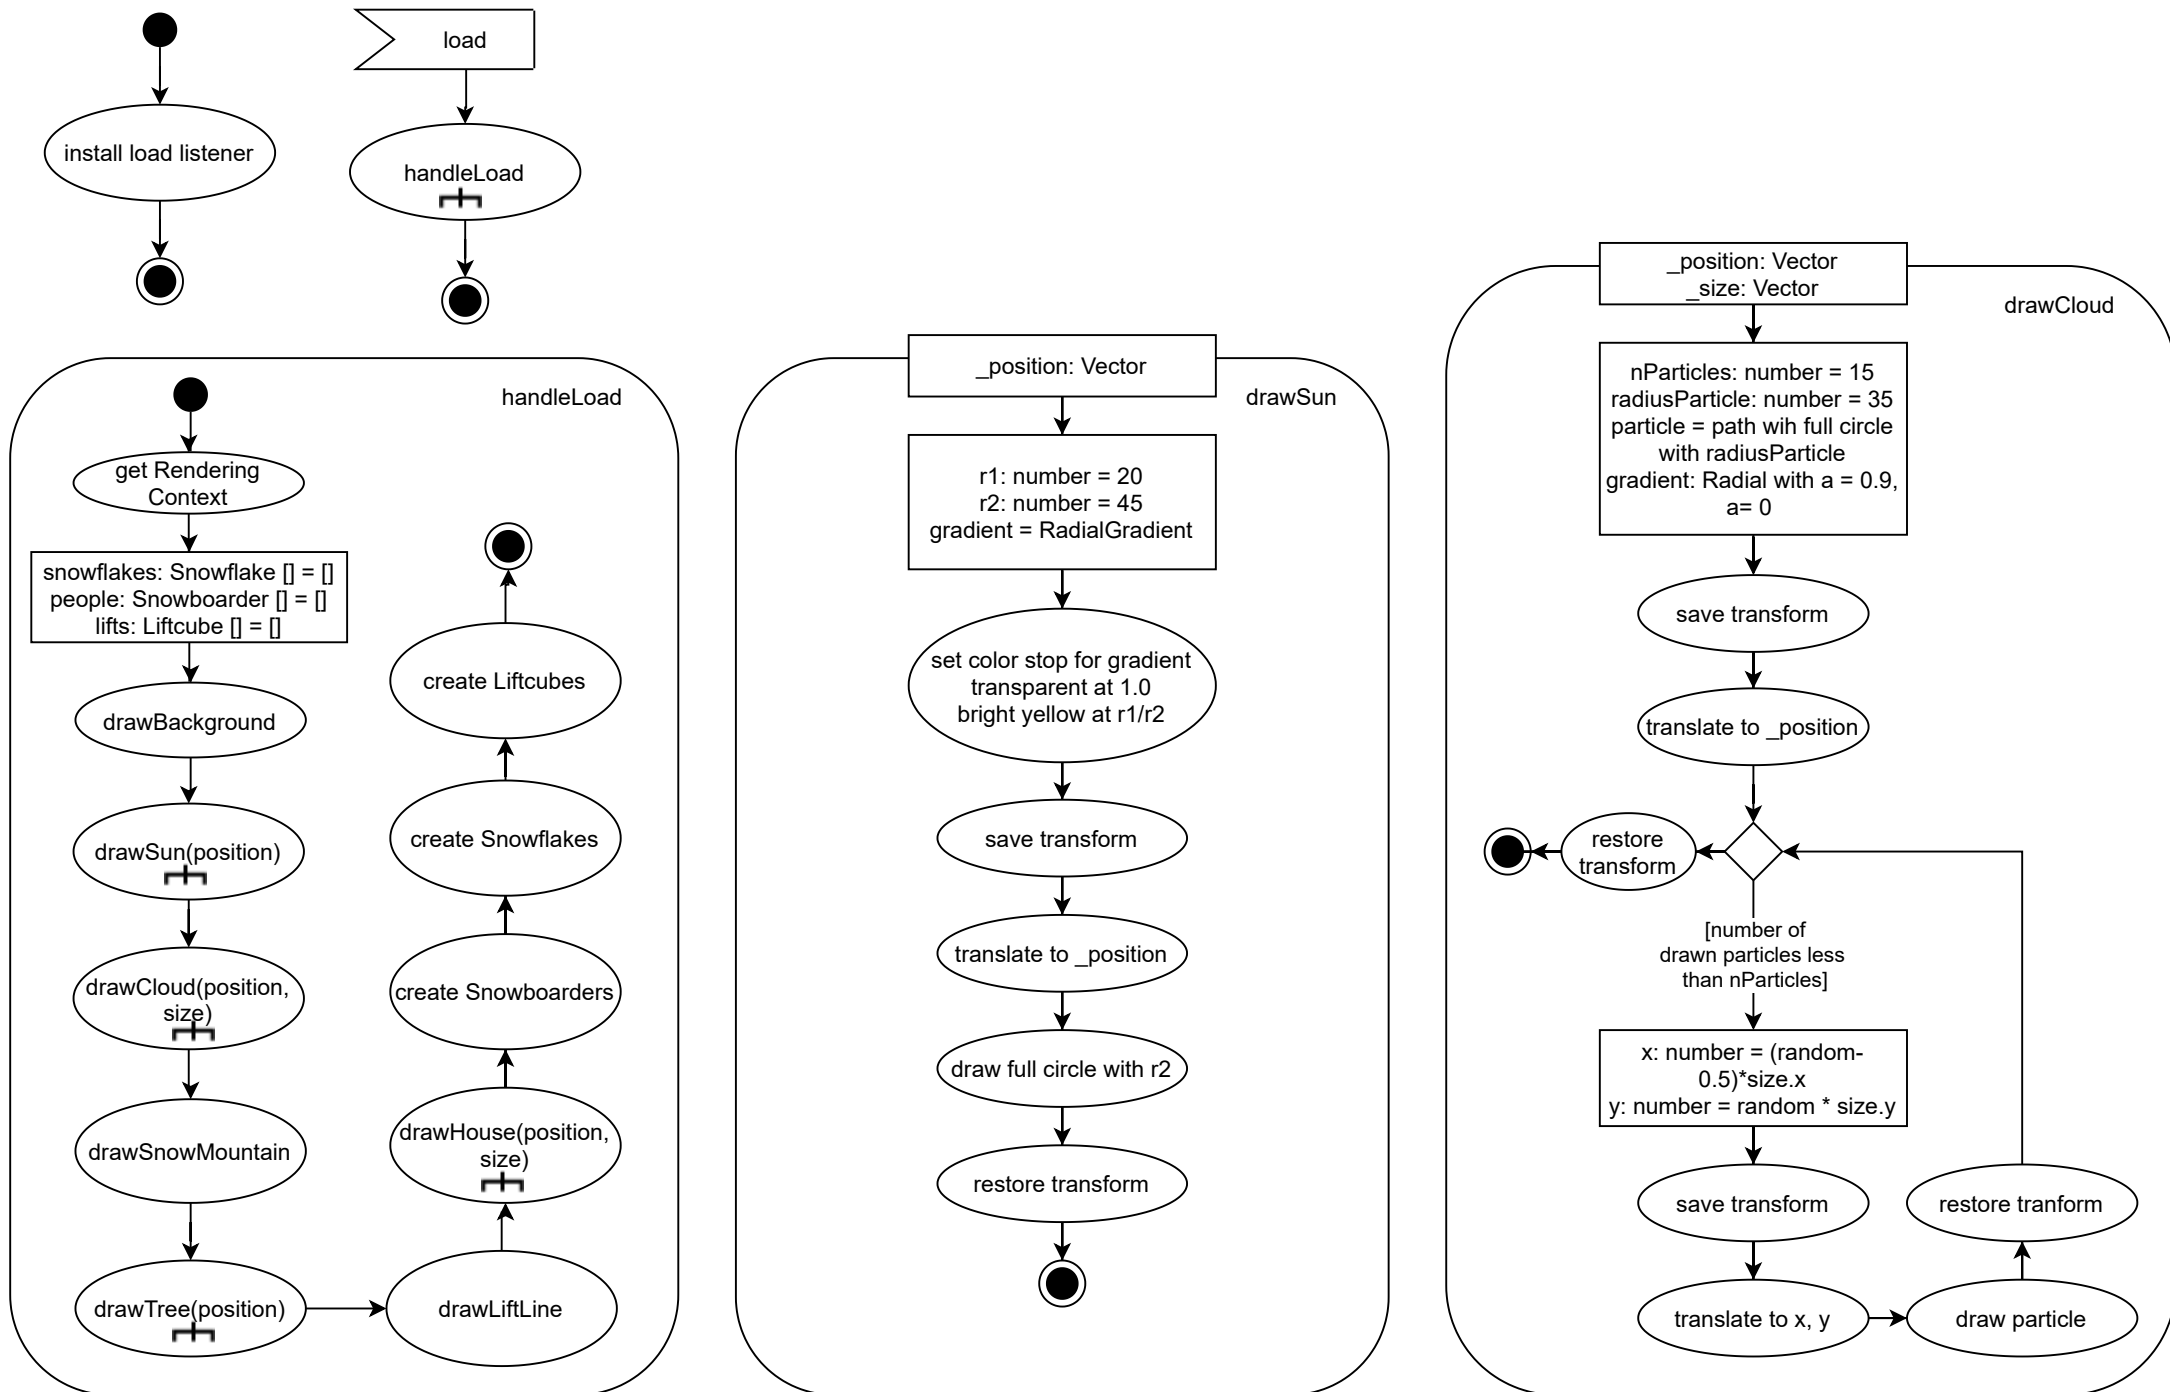 load
install load listener
handleLoad
handleLoad
get Rendering
Context
snowflakes: Snowflake [] = []
people: Snowboarder [] = []
lifts: Liftcube [] = []
drawBackground
drawSun(position)
drawCloud(position,
size)
drawSnowMountain
drawTree(position)
drawLiftLine
drawHouse(position,
size)
create Snowboarders
create Snowflakes
create Liftcubes
_position: Vector
drawSun
r1: number = 20
r2: number = 45
gradient = RadialGradient
set color stop for gradient
transparent at 1.0
bright yellow at r1/r2
save transform
translate to _position
draw full circle with r2
restore transform
_position: Vector
_size: Vector
drawCloud
nParticles: number = 15
radiusParticle: number = 35
particle = path wih full circle
with radiusParticle
gradient: Radial with a = 0.9,
a= 0
save transform
translate to _position
restore
transform
[number of
drawn particles less
than nParticles]
x: number = (random-
0.5)*size.x
y: number = random * size.y
save transform
translate to x, y
draw particle
restore tranform